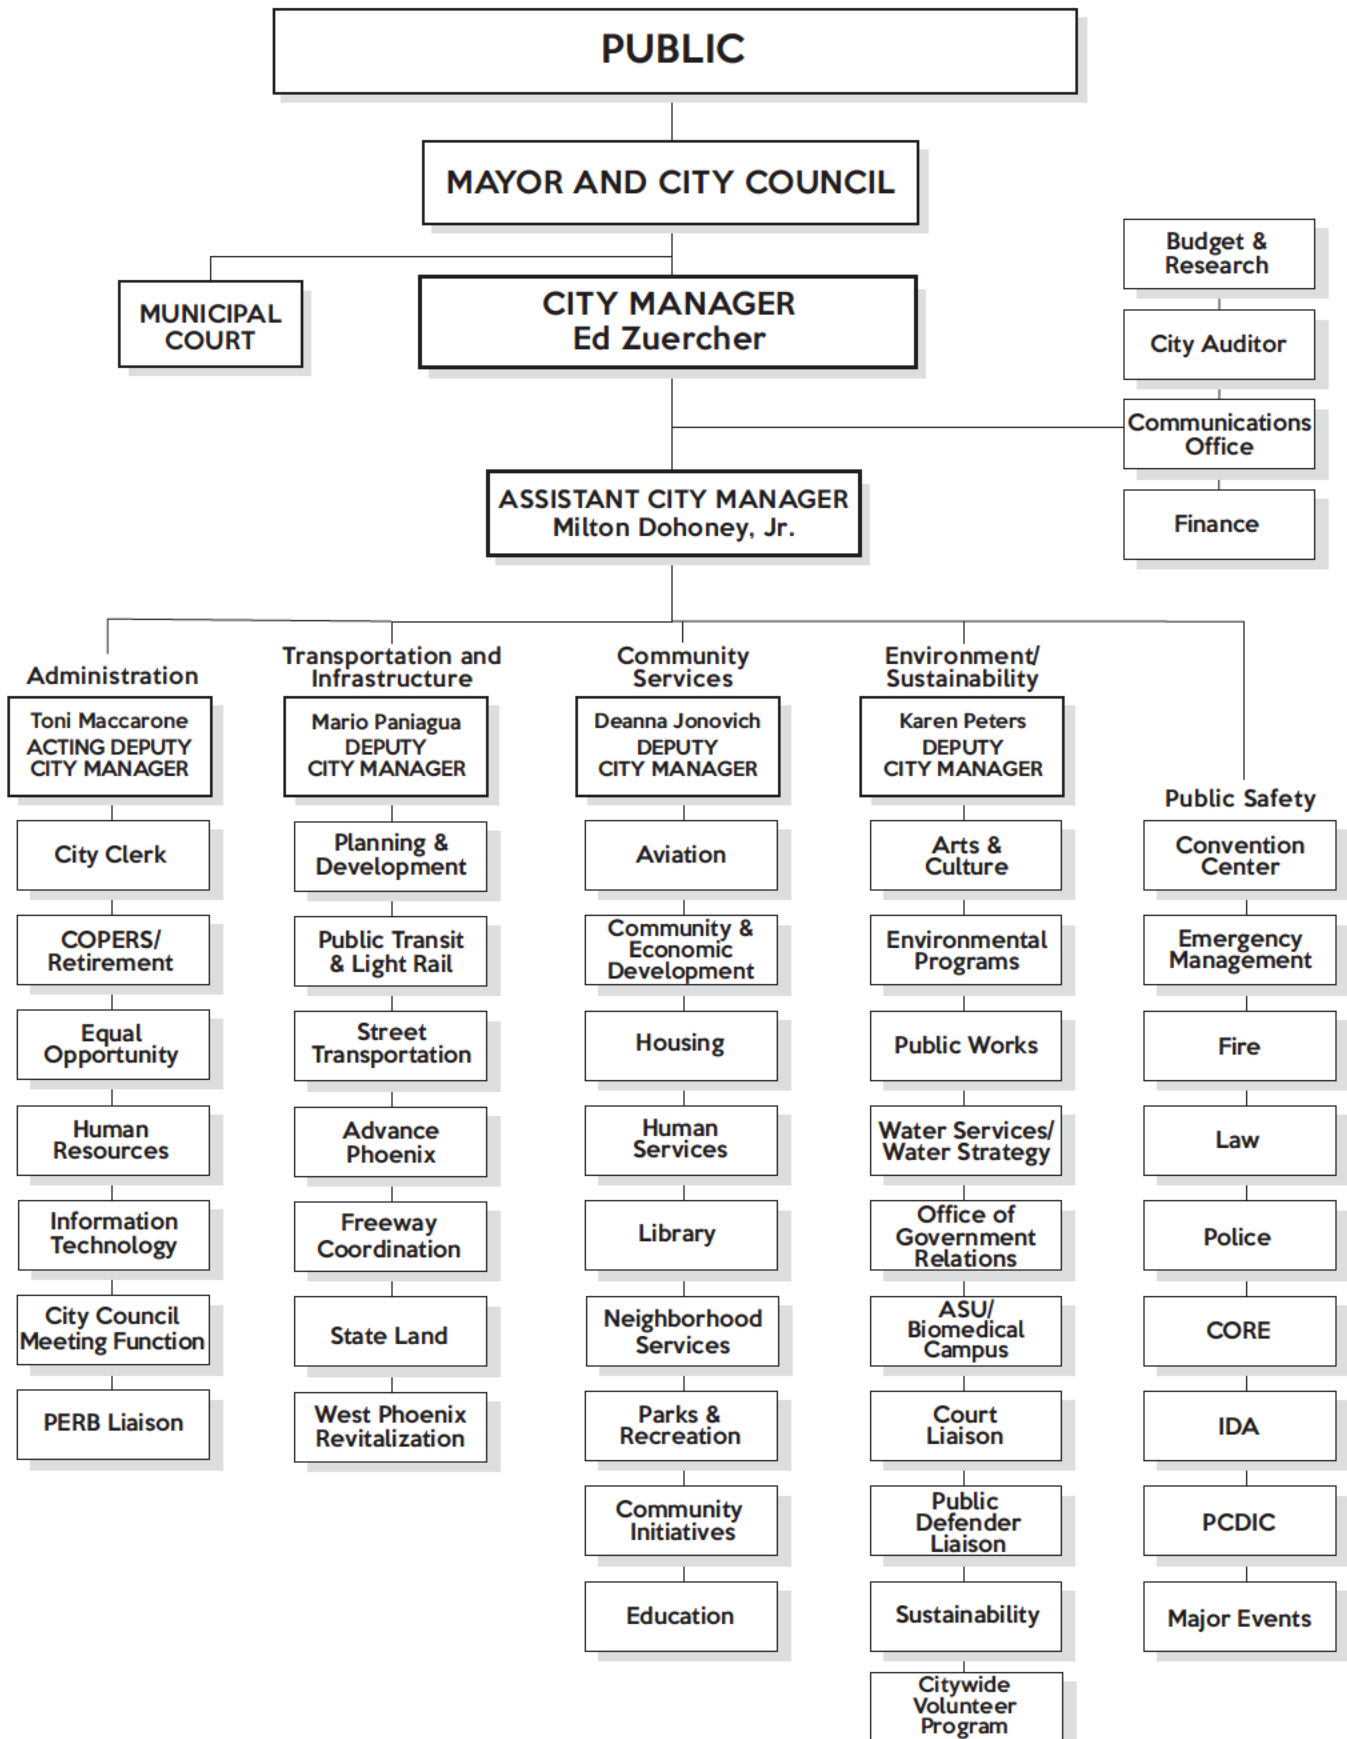 PUBLIC
MAYOR AND CITY COUNCIL
MUNICIPAL
COURT
CITY MANAGER
Ed Zuercher
Budget &
Research
City Auditor
Communications
Office
Finance
ASSISTANT CITY MANAGER
Milton Dohoney, Jr.
Administration
Toni Maccarone
ACTING DEPUTY
CITY MANAGER
City Clerk
COPERS/
Retirement
Equal
Opportunity
Human
Resources
Information
Technology
City Council
Meeting Function
PERB Liaison
Transportation and
Infrastructure
Mario Paniagua
DEPUTY
CITY MANAGER
Planning &
Development
Public Transit
& Light Rail
Street
Transportation
Advance
Phoenix
Freeway
Coordination
State Land
West Phoenix
Revitalization
Community
Services
Deanna Jonovich
DEPUTY
CITY MANAGER
Aviation
Community &
Economic
Development
Housing
Human
Services
Library
Neighborhood
Services
Parks &
Recreation
Community
Initiatives
Education
Environment/
Sustainability
Karen Peters
DEPUTY
CITY MANAGER
Arts &
Culture
Environmental
Programs
Public Works
Water Services/
Water Strategy
Office of
Government
Relations
ASU/
Biomedical
Campus
Court
Liaison
Public
Defender
Liaison
Sustainability
Citywide
Volunteer
Program
Public Safety
Convention
Center
Emergency
Management
Fire
Law
Police
CORE
IDA
PCDIC
Major Events